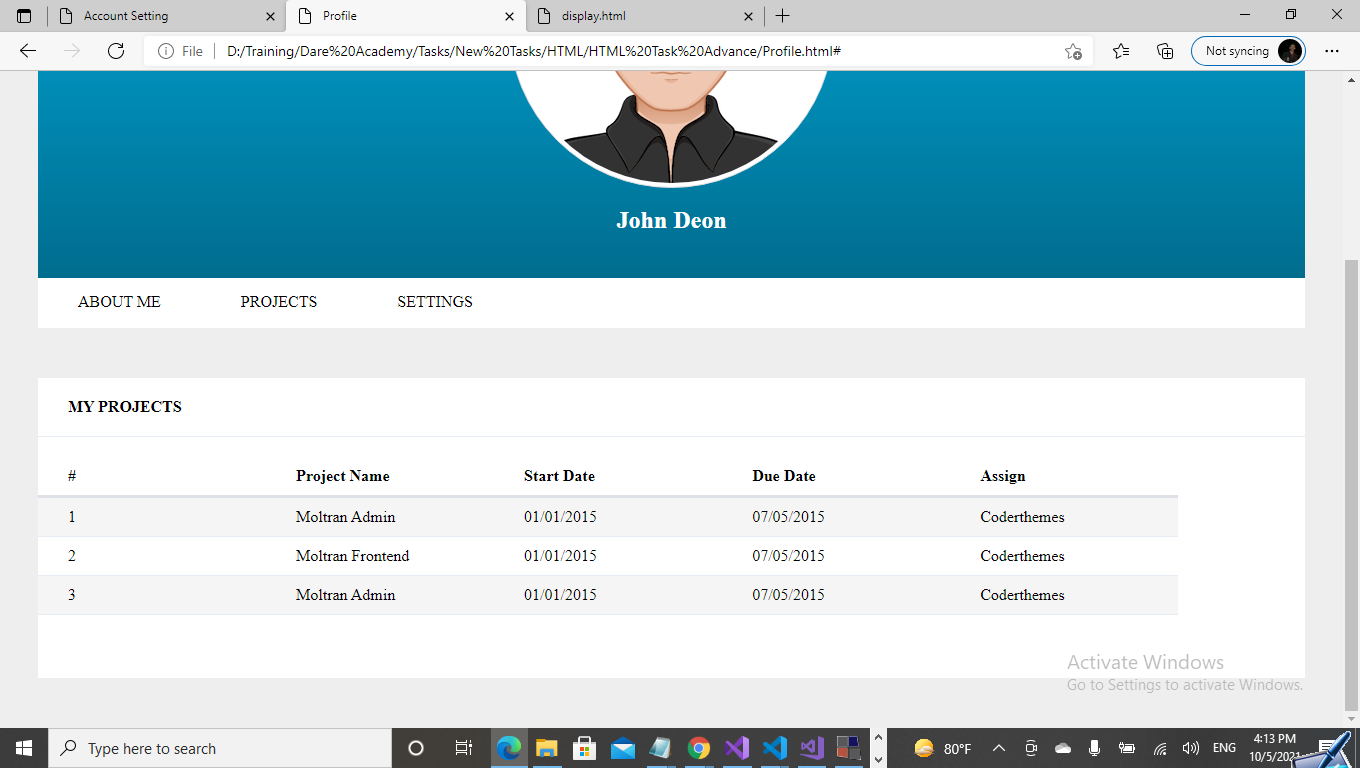 Account Setting
Profile
display.html
File
D:/Training/Dare%20Academy/Tasks/New%20Tasks/HTML/HTML%20Task%20Advance/Profile.html#
Not syncing
John Deon
ABOUT ME PROJECTS SETTINGS
MY PROJECTS
# Project Name Start Date Due Date Assign
1 Moltran Admin 01/01/2015 07/05/2015 Coderthemes
2 Moltran Frontend 01/01/2015 07/05/2015 Coderthemes
3 Moltran Admin 01/01/2015 07/05/2015 Coderthemes
Activate Windows
Go to Settings to activate Windows.
Type here to search
80°F
ENG
4:13 PM
10/5/2021